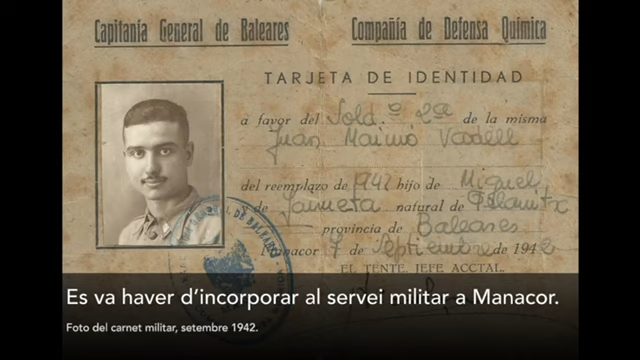 Capitanía General de Baleares
Compañía de Defensa Química
TARJETA DE IDENTIDAD
a favor del Sold.º 2ª de la misma
Juan Maimó Vadell
del reemplazo de 1942 hijo de Miguel
y de Jaimeta natural de Felanitx
provincia de Baleares
Manacor 7 de Septiembre de 1942
EL TENTE. JEFE ACCTAL.
Es va haver d'incorporar al servei militar a Manacor.
Foto del carnet militar, setembre 1942.